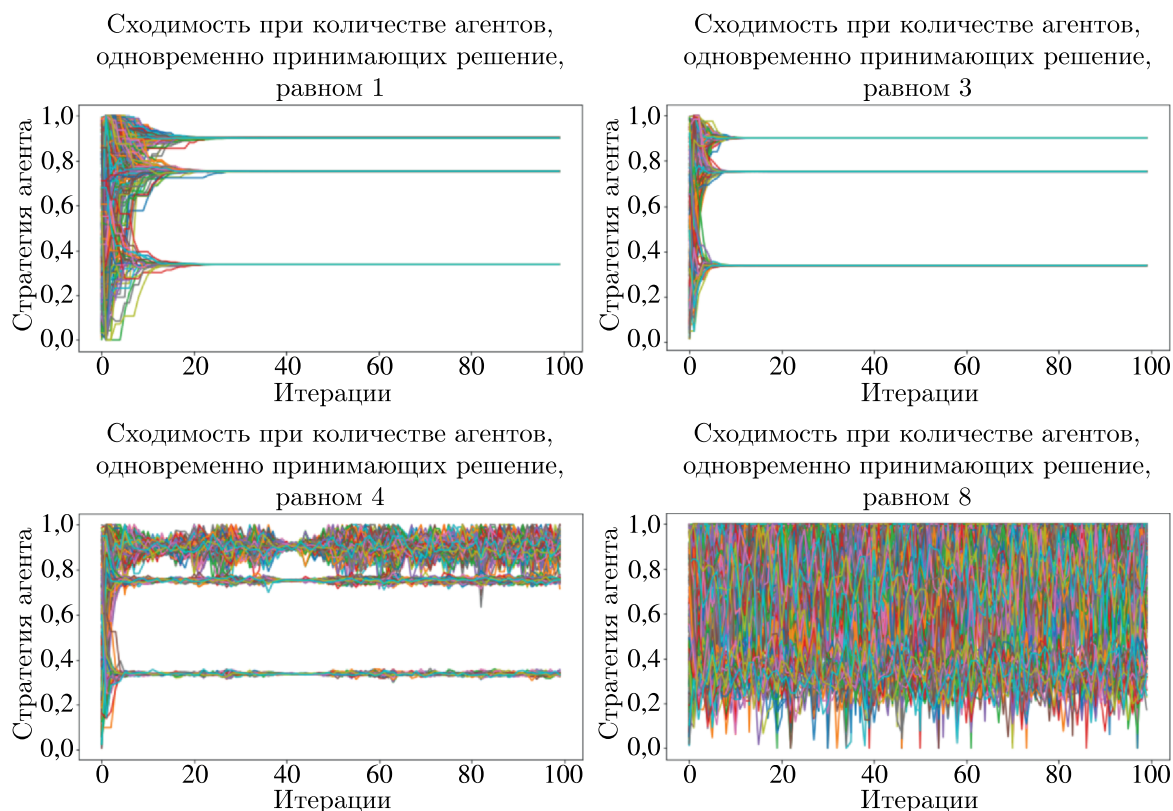 Сходимость при количестве агентов,
одновременно принимающих решение,
равном 1
Стратегия агента
1,0
0,8
0,6
0,4
0,2
0,0
0 20 40 60 80 100
Итерации
Сходимость при количестве агентов,
одновременно принимающих решение,
равном 3
Стратегия агента
1,0
0,8
0,6
0,4
0,2
0,0
0 20 40 60 80 100
Итерации
Сходимость при количестве агентов,
одновременно принимающих решение,
равном 4
Стратегия агента
1,0
0,8
0,6
0,4
0,2
0,0
0 20 40 60 80 100
Итерации
Сходимость при количестве агентов,
одновременно принимающих решение,
равном 8
Стратегия агента
1,0
0,8
0,6
0,4
0,2
0,0
0 20 40 60 80 100
Итерации